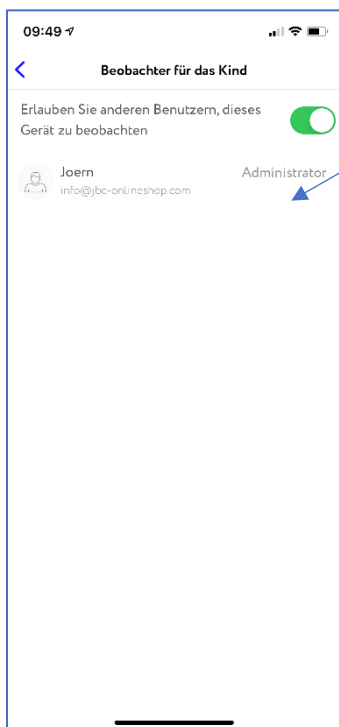 09:49
Beobachter für das Kind
Erlauben Sie anderen Benutzern, dieses
Gerät zu beobachten
Joern
Administrator
info@jbc-onlineshop.com